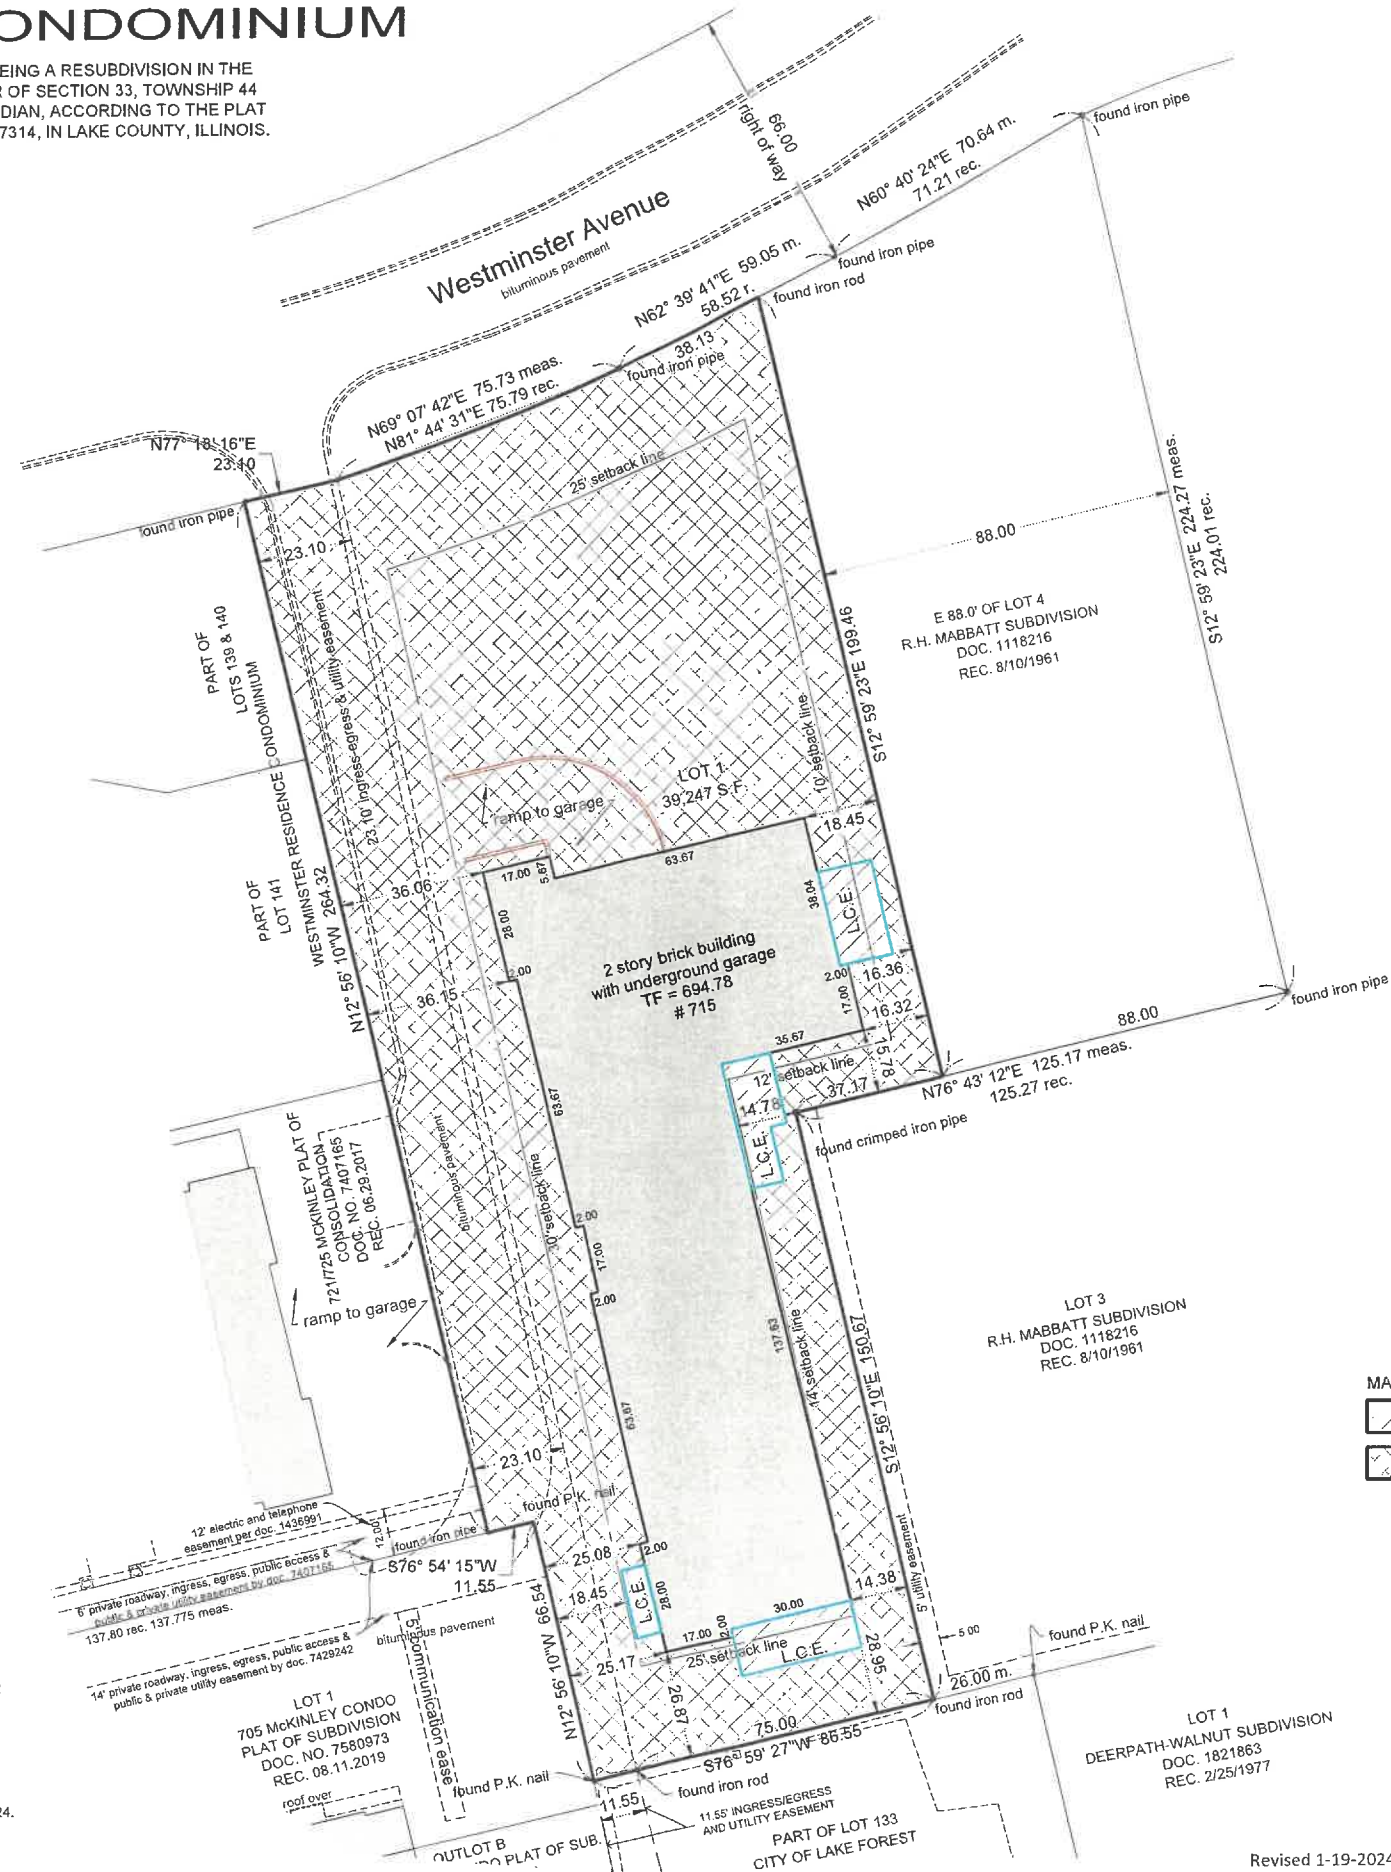 ONDOMINIUM
EING A RESUBDIVISION IN THE
R OF SECTION 33, TOWNSHIP 44
DIAN, ACCORDING TO THE PLAT
7314, IN LAKE COUNTY, ILLINOIS.
66.00
right of way
found iron pipe
N60° 40' 24"E 70.64 m.
71.21 rec.
Westminster Avenue
bituminous pavement
found iron pipe
N62° 39' 41"E 59.05 m.
58.52 r.
found iron rod
38.13
found iron pipe
N69° 07' 42"E 75.73 meas.
N81° 44' 31"E 75.79 rec.
N77° 18' 16"E
23.10
25' setback line
found iron pipe
23.10
88.00
S12° 59' 23"E 224.27 meas.
224.01 rec.
E 88.0' OF LOT 4
R.H. MABBATT SUBDIVISION
DOC. 1118216
REC. 8/10/1961
PART OF
LOTS 139 & 140
PART OF
LOT 141
WESTMINSTER RESIDENCE CONDOMINIUM
N12° 56' 10"W 264.32
23.10' ingress-egress & utility easement
S12° 59' 23"E 199.46
10' setback line
LOT 1
39,247 S.F.
ramp to garage
18.45
63.67
17.00
5.67
36.06
28.00
38.04
L.C.E.
2 story brick building
with underground garage
TF = 694.78
# 715
2.00
36.15
2.00
16.36
17.00
16.32
found iron pipe
88.00
35.67
15.78
12' setback line
37.17
N76° 43' 12"E 125.17 meas.
125.27 rec.
14.78
L.C.E.
found crimped iron pipe
63.67
bituminous pavement
721/725 MCKINLEY PLAT OF
CONSOLIDATION
DOC. NO. 7407165
REC. 06.29.2017
30' setback line
2.00
17.00
2.00
ramp to garage
LOT 3
R.H. MABBATT SUBDIVISION
DOC. 1118216
REC. 8/10/1961
137.63
14' setback line
S12° 56' 10"E 150.67
MA
63.67
23.10
found P.K. nail
12' electric and telephone
easement per doc. 1436991
12.00
found iron pipe
S76° 54' 15"W
11.55
6' private roadway, ingress, egress, public access &
public & private utility easement by doc. 7407165
137.80 rec. 137.775 meas.
14' private roadway, ingress, egress, public access &
public & private utility easement by doc. 7429242
bituminous pavement
5' communication ease.
25.08
2.00
18.45
L.C.E.
28.00
N12° 56' 10"W 66.54
14.38
5' utility easement
30.00
17.00
2.00
25' setback line
L.C.E.
25.17
26.87
28.95
5.00
found P.K. nail
26.00 m.
found iron rod
75.00
S76° 59' 27"W 86.55
LOT 1
705 McKINLEY CONDO
PLAT OF SUBDIVISION
DOC. NO. 7580973
REC. 08.11.2019
roof over
found P.K. nail
found iron rod
11.55
11.55' INGRESS/EGRESS
AND UTILITY EASEMENT
LOT 1
DEERPATH-WALNUT SUBDIVISION
DOC. 1821863
REC. 2/25/1977
24.
OUTLOT B
DO PLAT OF SUB.
PART OF LOT 133
CITY OF LAKE FOREST
Revised 1-19-2024